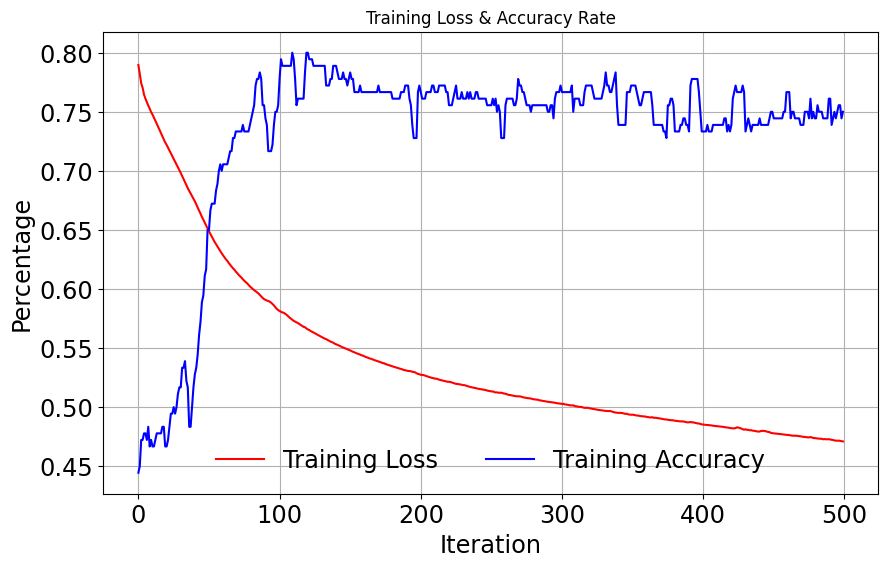 Training Loss & Accuracy Rate
Percentage
0.80
0.75
0.70
0.65
0.60
0.55
0.50
0.45
Training Loss Training Accuracy
0 100 200 300 400 500
Iteration